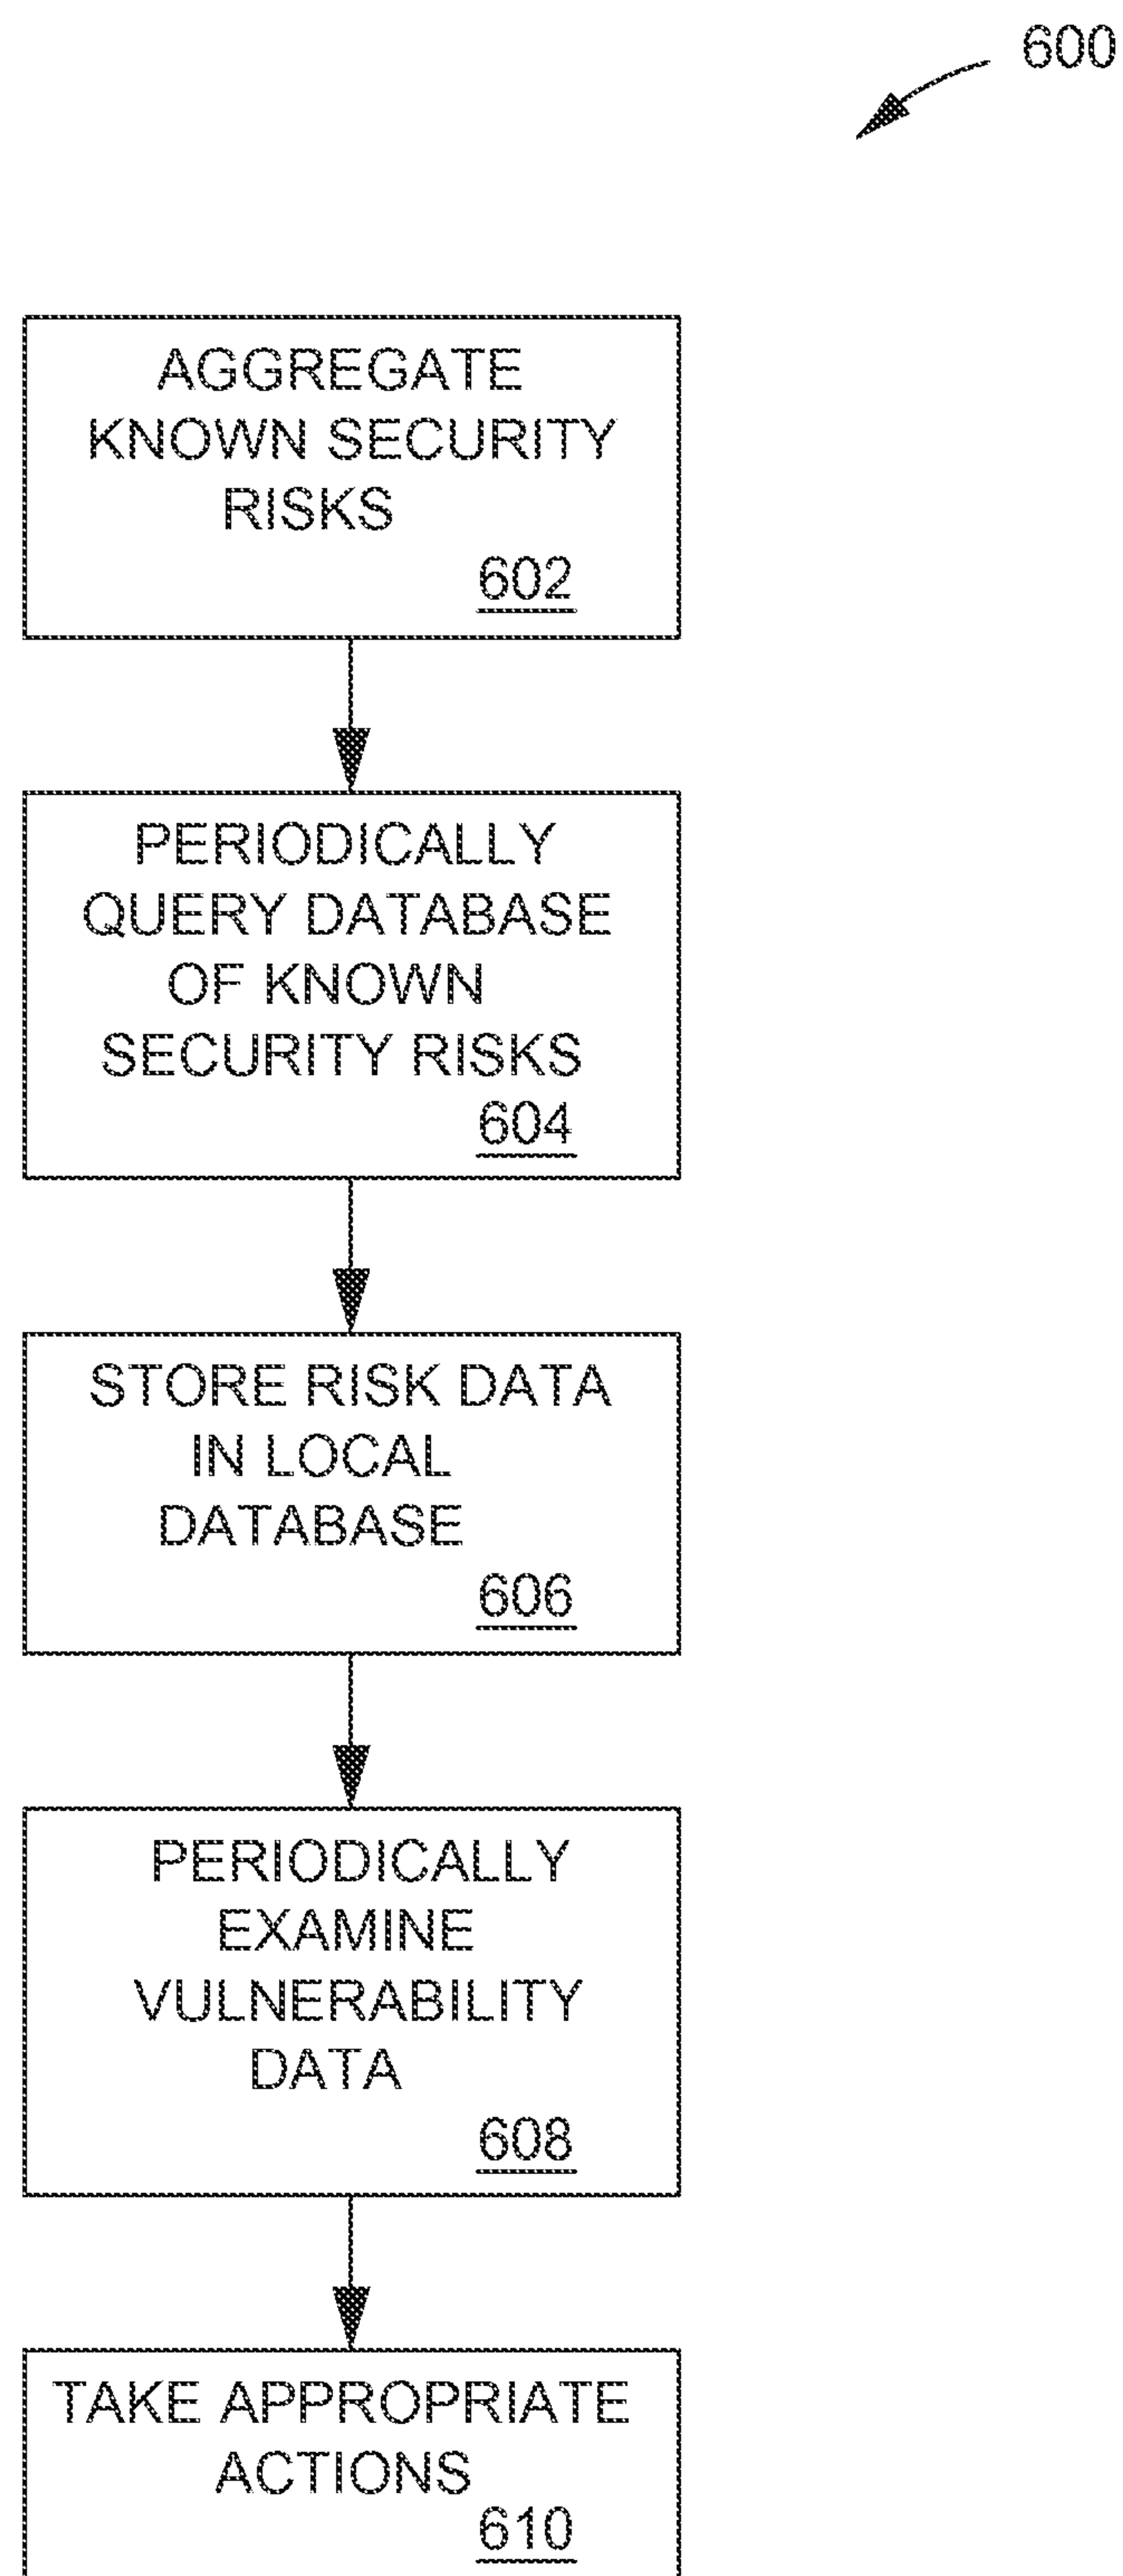 600
AGGREGATE
KNOWN SECURITY
RISKS
602
PERIODICALLY
QUERY DATABASE
OF KNOWN
SECURITY RISKS
604
STORE RISK DATA
IN LOCAL
DATABASE
606
PERIODICALLY
EXAMINE
VULNERABILITY
DATA
608
TAKE APPROPRIATE
ACTIONS
610